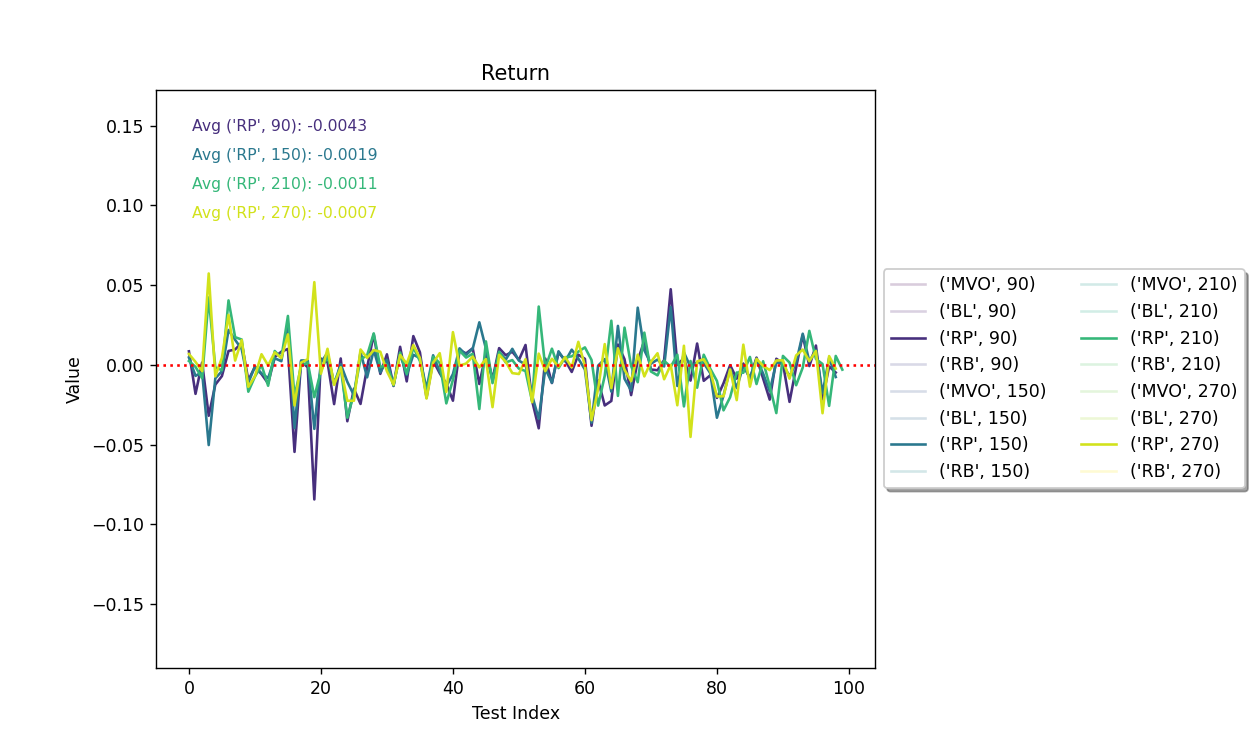 Return
Avg ('RP', 90): -0.0043
Avg ('RP', 150): -0.0019
Avg ('RP', 210): -0.0011
Avg ('RP', 270): -0.0007
0.15
0.10
0.05
0.00
−0.05
−0.10
−0.15
Value
0 20 40 60 80 100
Test Index
('MVO', 90) ('MVO', 210)
('BL', 90) ('BL', 210)
('RP', 90) ('RP', 210)
('RB', 90) ('RB', 210)
('MVO', 150) ('MVO', 270)
('BL', 150) ('BL', 270)
('RP', 150) ('RP', 270)
('RB', 150) ('RB', 270)